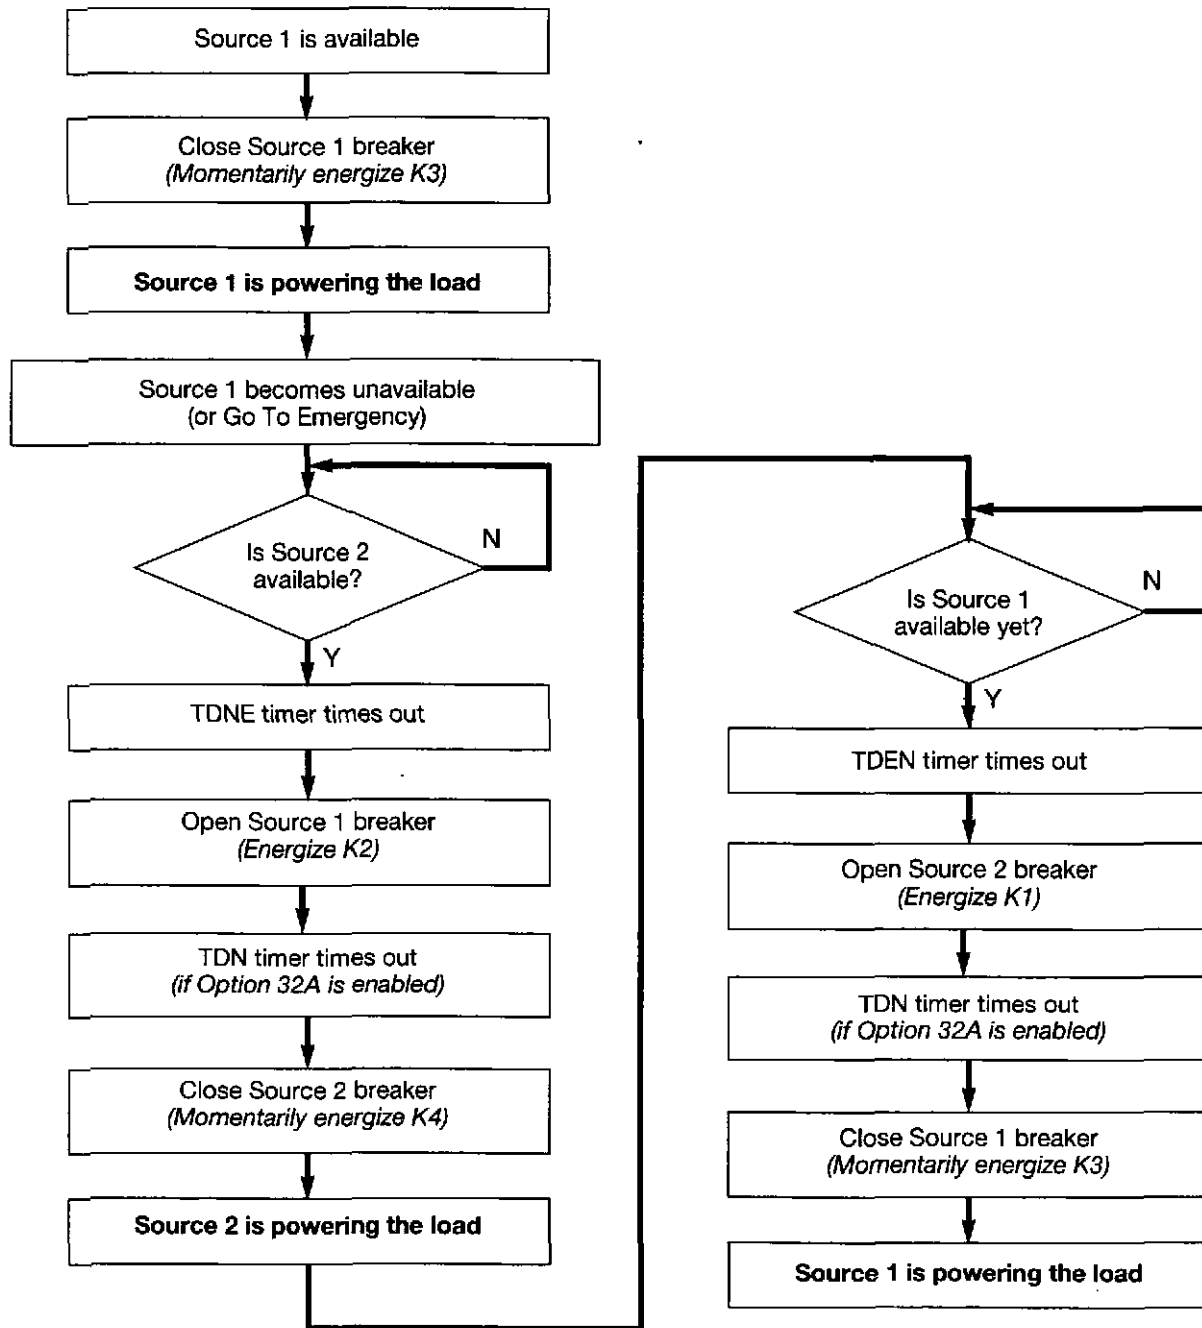 Source 1 is available
Close Source 1 breaker
(Momentarily energize K3)
Source 1 is powering the load
Source 1 becomes unavailable
(or Go To Emergency)
Is Source 2
available?
N
Y
TDNE timer times out
Open Source 1 breaker
(Energize K2)
TDN timer times out
(if Option 32A is enabled)
Close Source 2 breaker
(Momentarily energize K4)
Source 2 is powering the load
Is Source 1
available yet?
N
Y
TDEN timer times out
Open Source 2 breaker
(Energize K1)
TDN timer times out
(if Option 32A is enabled)
Close Source 1 breaker
(Momentarily energize K3)
Source 1 is powering the load